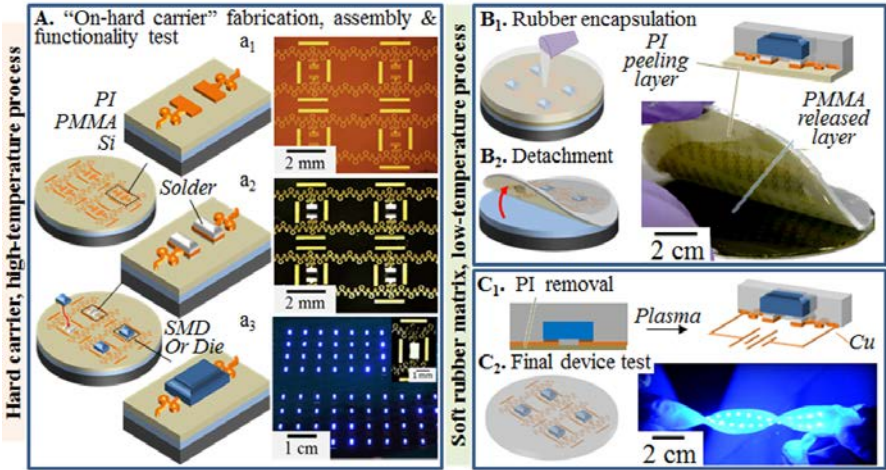 Hard carrier, high-temperature process
A. “On-hard carrier” fabrication, assembly &
functionality test
a1
PI
PMMA
Si
2 mm
a2
Solder
2 mm
a3
SMD
Or Die
1 mm
1 cm
Soft rubber matrix, low-temperature process
B1. Rubber encapsulation
PI
peeling
layer
PMMA
released
layer
B2. Detachment
2 cm
C1. PI removal
Plasma
Cu
C2. Final device test
2 cm